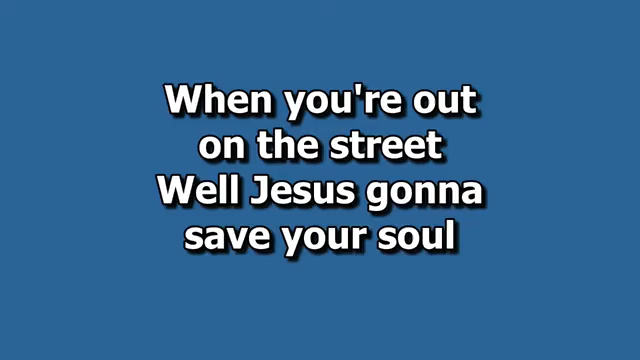 When you're out
on the street
Well Jesus gonna
save your soul